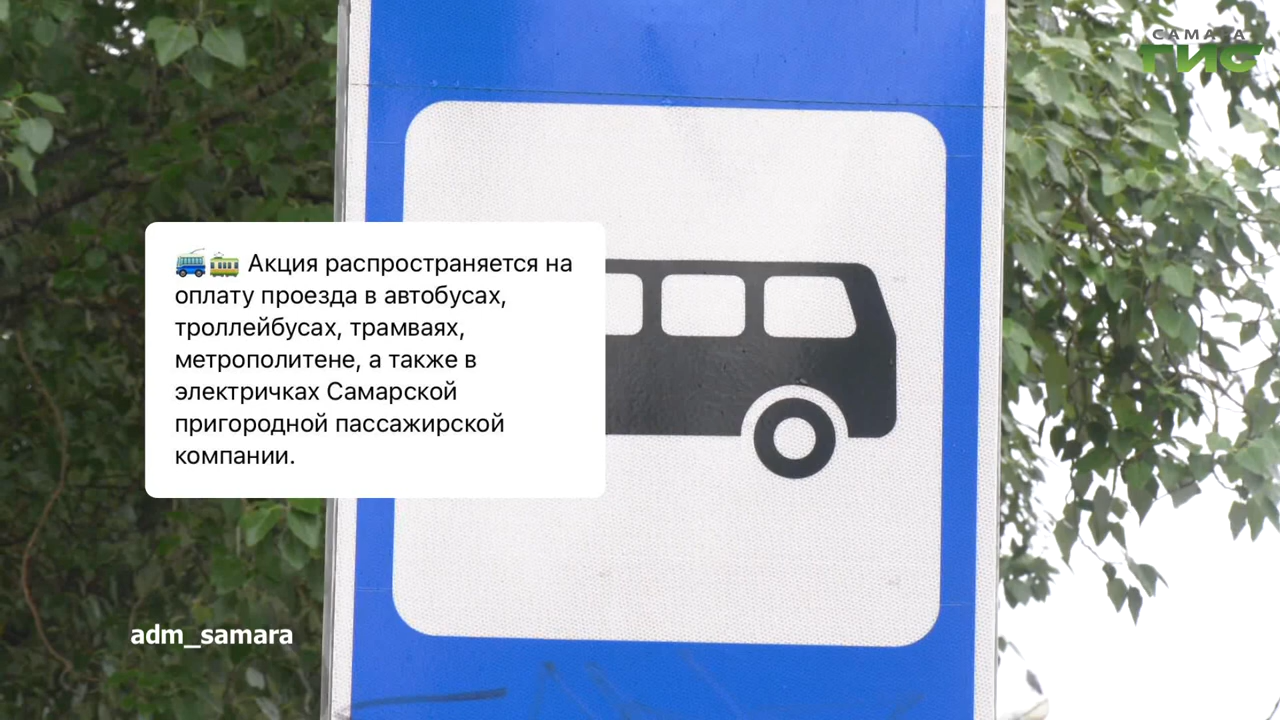 САМАРА
ГИС
🚎🚋 Акция распространяется на
оплату проезда в автобусах,
троллейбусах, трамваях,
метрополитене, а также в
электричках Самарской
пригородной пассажирской
компании.
adm_samara